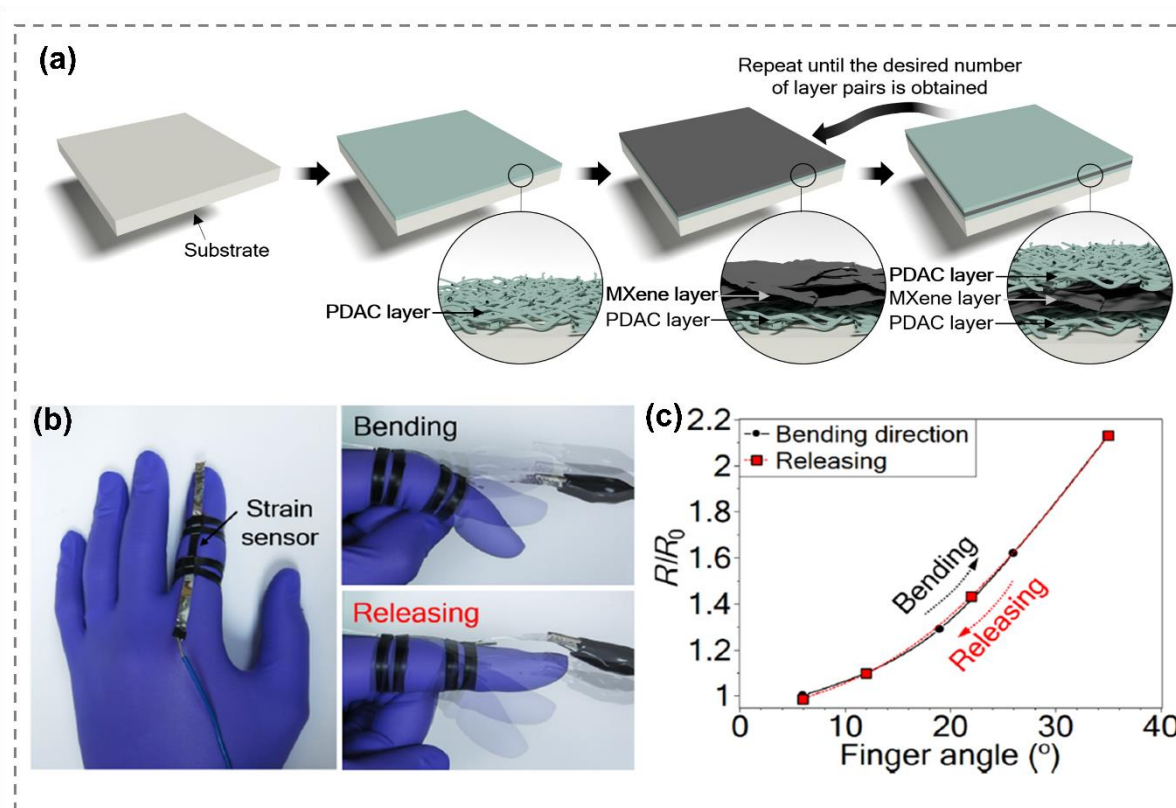 (a)
Repeat until the desired number
of layer pairs is obtained
Substrate
PDAC layer
MXene layer
PDAC layer
PDAC layer
MXene layer
PDAC layer
(b)
Strain
sensor
Bending
Releasing
(c)
2.2
2
1.8
1.6
1.4
1.2
1
R/R0
Bending direction
Releasing
Bending
Releasing
0
10
20
30
40
Finger angle (º)